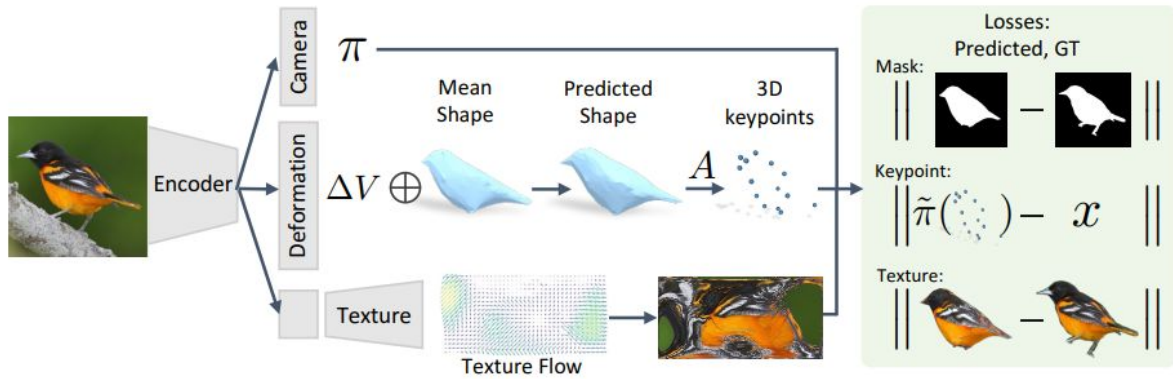 Encoder
Camera
π
Deformation
ΔV ⊕
Mean
Shape
Predicted
Shape
A
3D
keypoints
Texture
Texture Flow
Losses:
Predicted, GT
Mask:
|| − ||
Keypoint:
||π̃( ) − x ||
Texture:
|| − ||